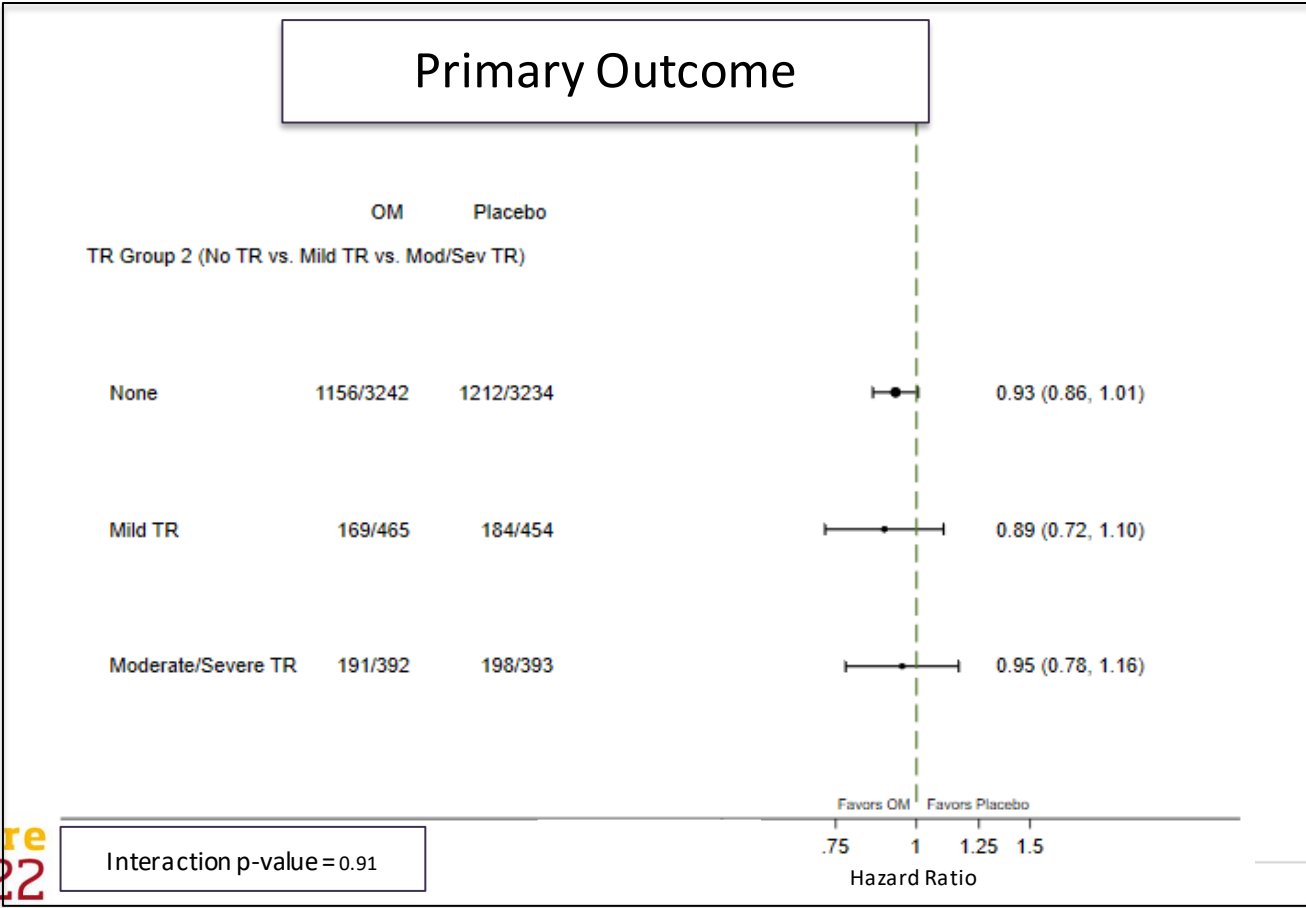 Primary Outcome
OM Placebo
TR Group 2 (No TR vs. Mild TR vs. Mod/Sev TR)
None 1156/3242 1212/3234 0.93 (0.86, 1.01)
Mild TR 169/465 184/454 0.89 (0.72, 1.10)
Moderate/Severe TR 191/392 198/393 0.95 (0.78, 1.16)
Favors OM Favors Placebo
.75 1 1.25 1.5
Hazard Ratio
re
22
Interaction p-value = 0.91